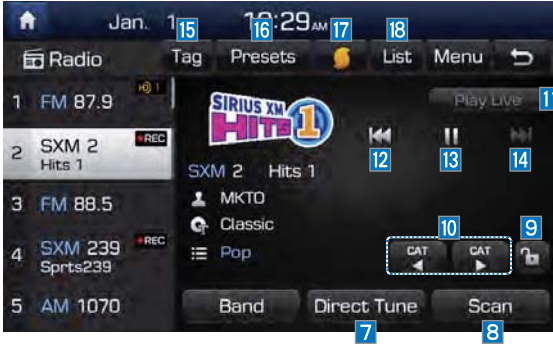 Jan. 1 10:29 AM
15 16 17 18
Radio Tag Presets List Menu
1 FM 87.9 HD) 1
Play Live 11
SIRIUS XM
HITS 1
2 SXM 2 REC
Hits 1
12 13 14
SXM 2 Hits 1
3 FM 88.5
MKTO
Classic
10 9
4 SXM 239 REC
Sprts239
Pop
CAT CAT
5 AM 1070
Band Direct Tune Scan
7 8